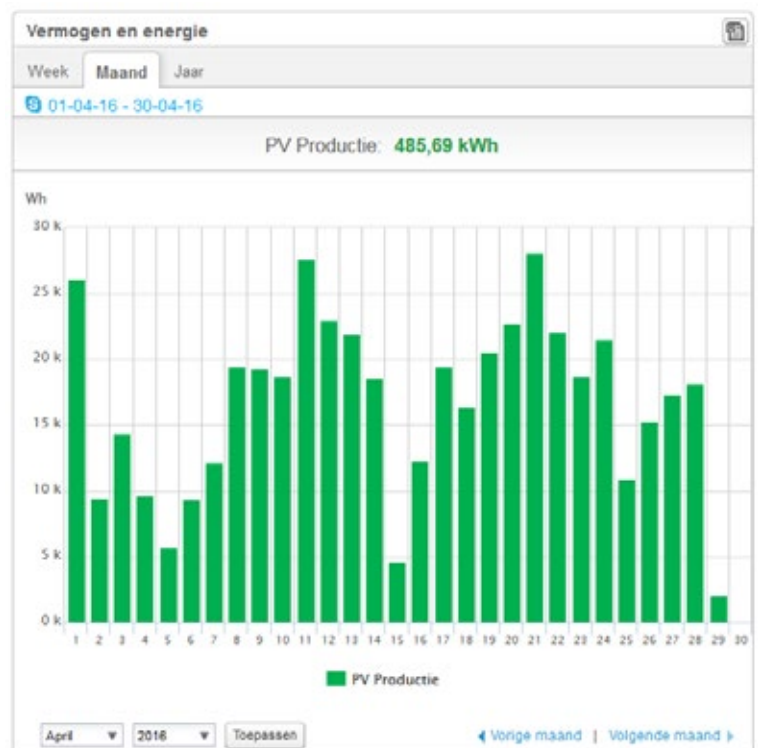 Vermogen en energie
Week Maand Jaar
01-04-16 - 30-04-16
PV Productie: 485,69 kWh
Wh
30 k
25 k
20 k
15 k
10 k
5 k
0 k
1 2 3 4 5 6 7 8 9 10 11 12 13 14 15 16 17 18 19 20 21 22 23 24 25 26 27 28 29 30
PV Productie
April 2016 Toepassen Vorige maand | Volgende maand